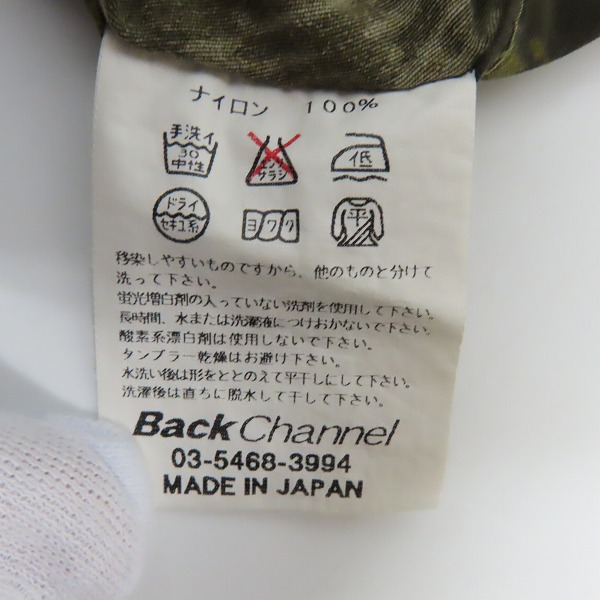 ナイロン 100%
手洗イ
30
中性
エンソ
サラシ
低
ドライ
セキユ系
ヨワク
平
移染しやすいものですから、他のものと分けて
洗って下さい。
蛍光増白剤の入っていない洗剤を使用して下さい。
長時間、水または洗濯液につけおかないで下さい。
酸素系漂白剤は使用しないで下さい。
タンブラー乾燥はお避け下さい。
水洗い後は形をととのえて平干しにして下さい。
洗濯後は直ちに脱水して干して下さい。
Back Channel
03-5468-3994
MADE IN JAPAN